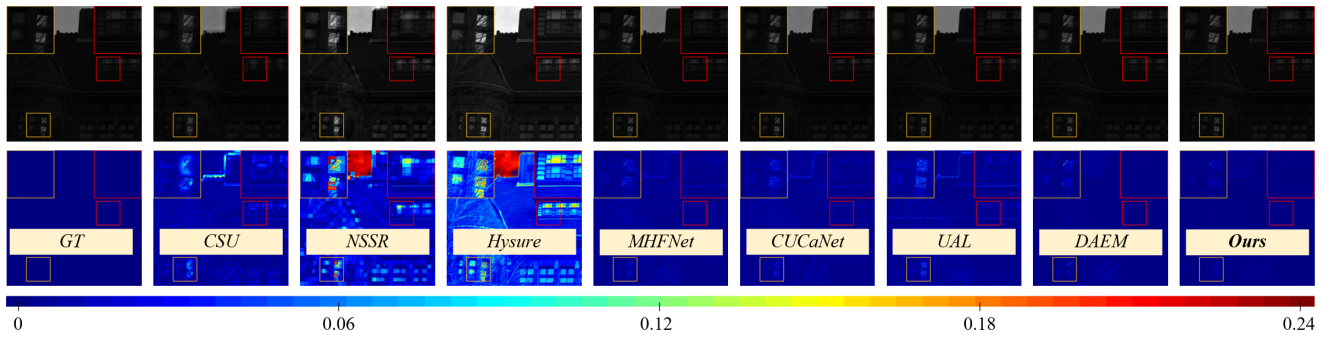 GT CSU NSSR Hysure MHFNet CUCaNet UAL DAEM Ours
0 0.06 0.12 0.18 0.24